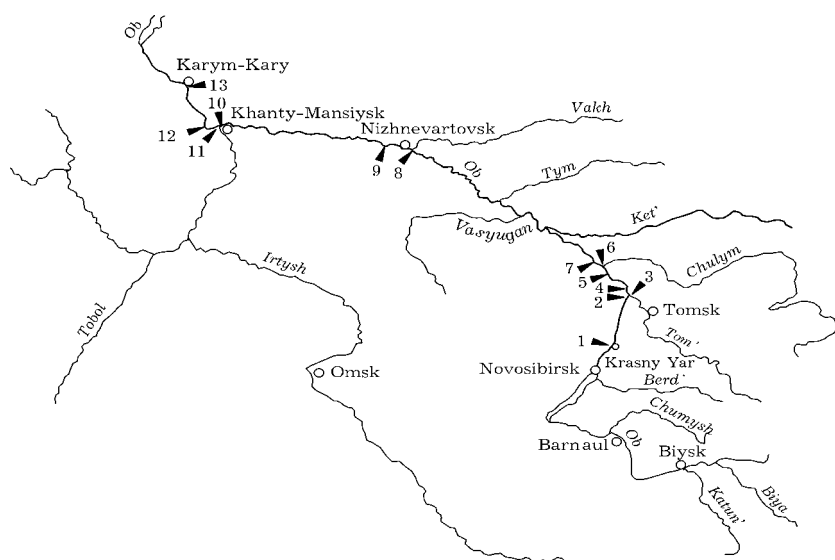 Ob
Karym-Kary
13
10
Khanty-Mansiysk
Vakh
12
11
Nizhnevartovsk
9
8
Ob
Tym
Ket'
Vasyugan
6
7
Chulym
5
3
4
2
Tomsk
Irtysh
Tobol
1
Tom'
Krasny Yar
Novosibirsk
Omsk
Berd'
Chumysh
Ob
Barnaul
Biysk
Katun'
Biya